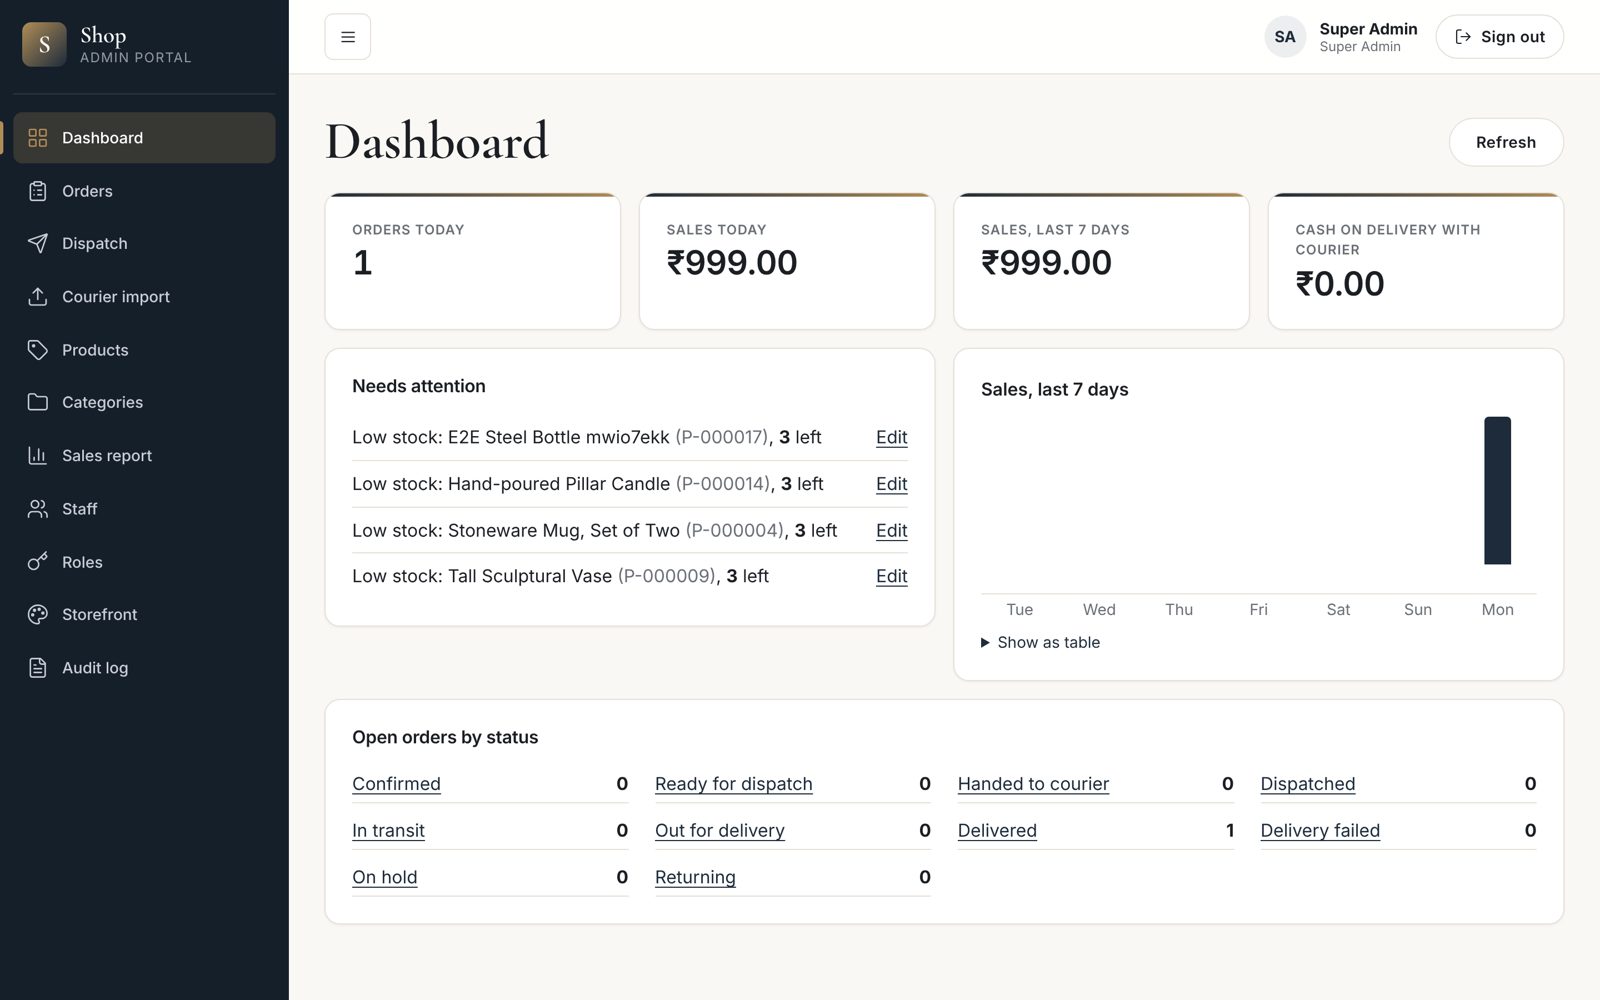 S
Shop
ADMIN PORTAL
Dashboard
Orders
Dispatch
Courier import
Products
Categories
Sales report
Staff
Roles
Storefront
Audit log
SA
Super Admin
Super Admin
Sign out
Dashboard
Refresh
ORDERS TODAY
1
SALES TODAY
₹999.00
SALES, LAST 7 DAYS
₹999.00
CASH ON DELIVERY WITH
COURIER
₹0.00
Needs attention
Low stock: E2E Steel Bottle mwio7ekk (P-000017), 3 left Edit
Low stock: Hand-poured Pillar Candle (P-000014), 3 left Edit
Low stock: Stoneware Mug, Set of Two (P-000004), 3 left Edit
Low stock: Tall Sculptural Vase (P-000009), 3 left Edit
Sales, last 7 days
Tue Wed Thu Fri Sat Sun Mon
Show as table
Open orders by status
Confirmed 0 Ready for dispatch 0 Handed to courier 0 Dispatched 0
In transit 0 Out for delivery 0 Delivered 1 Delivery failed 0
On hold 0 Returning 0